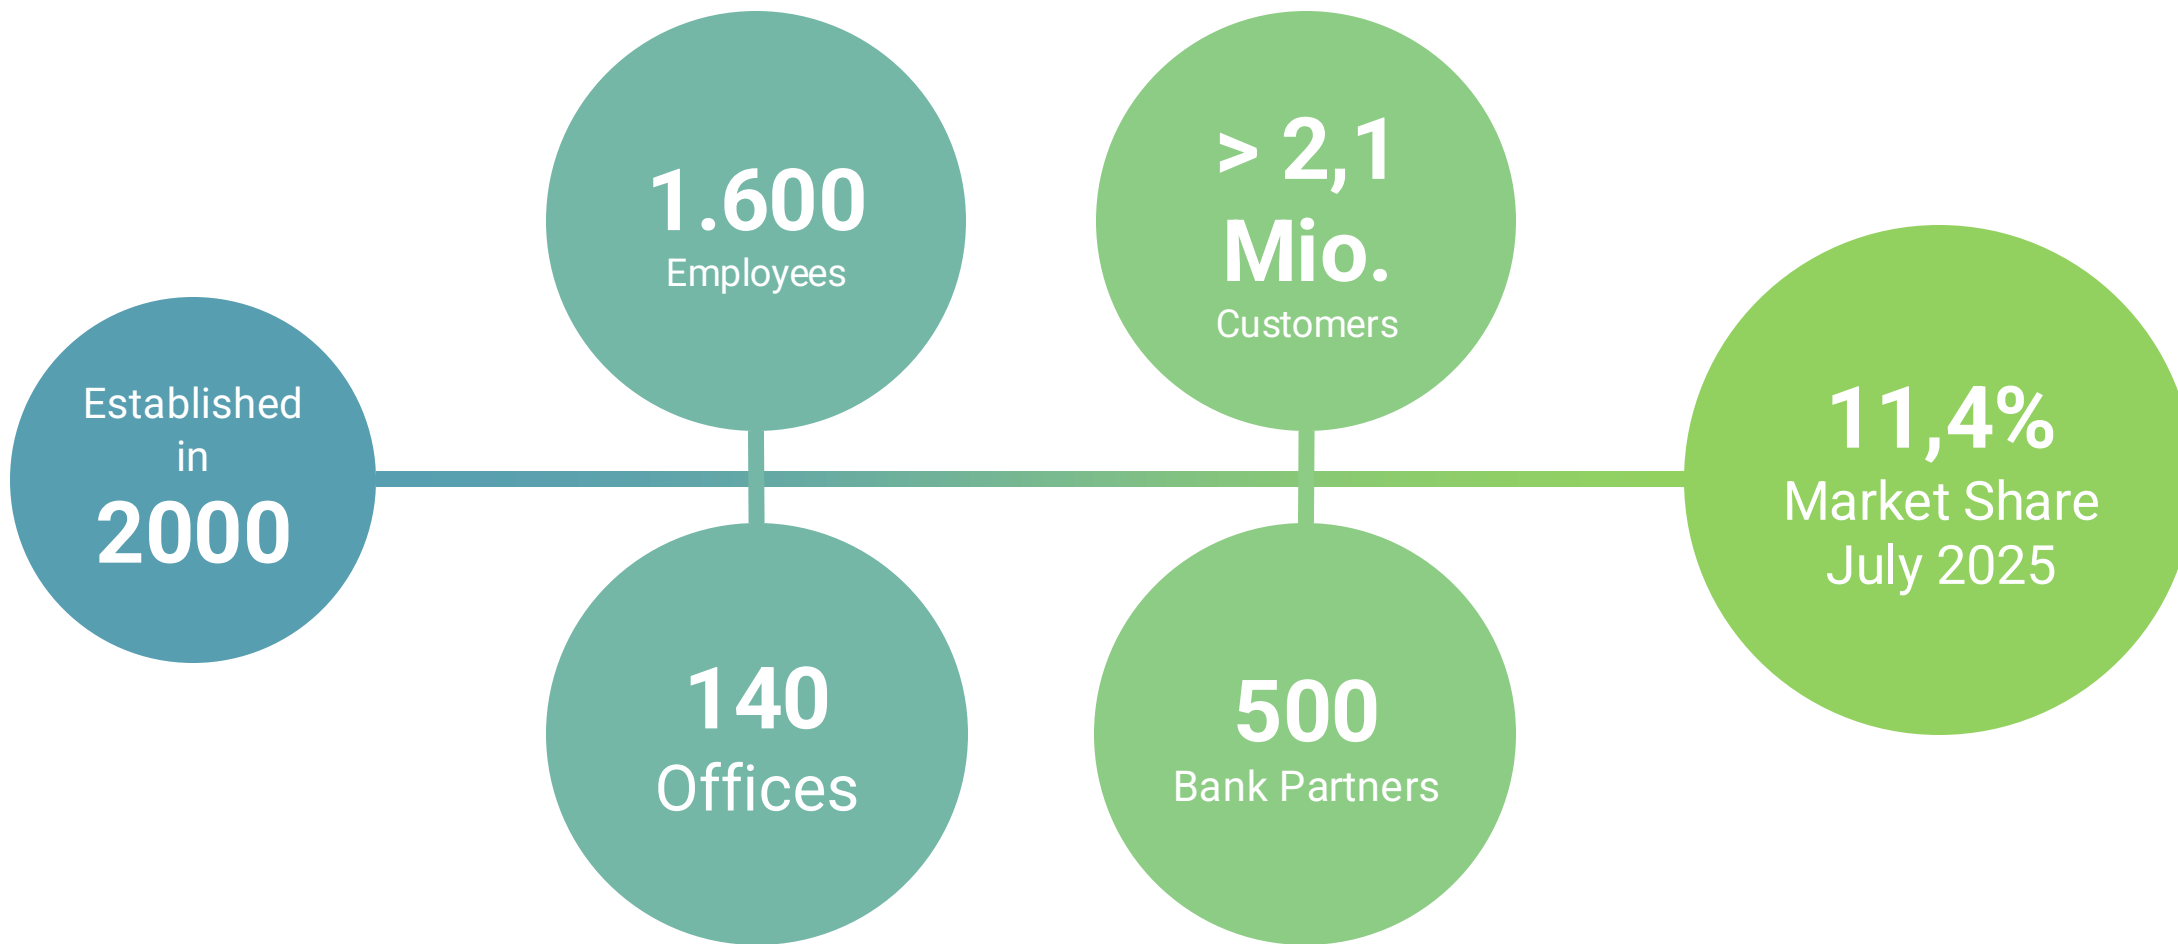 Established
in
2000
1.600
Employees
140
Offices
> 2,1
Mio.
Customers
500
Bank Partners
11,4%
Market Share
July 2025